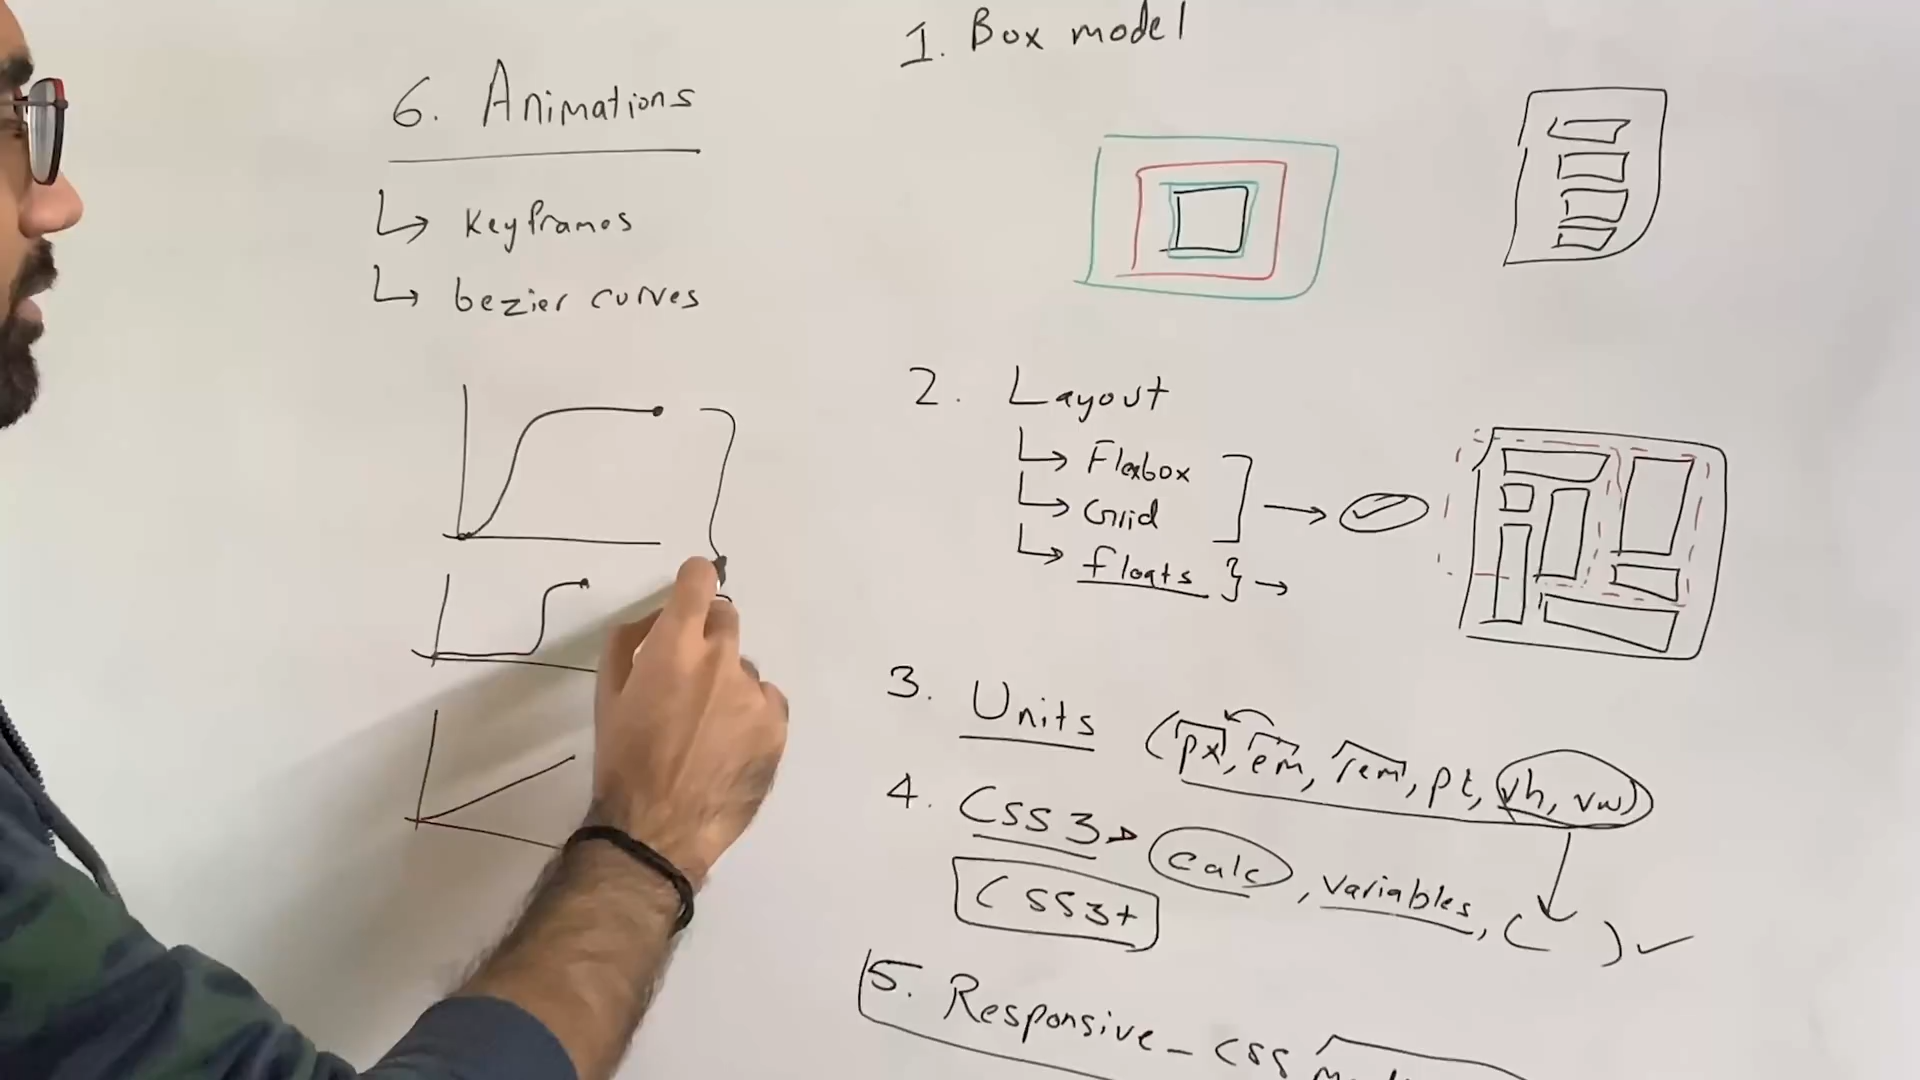 1. Box model
2. Layout
↳ Flexbox
↳ Grid
↳ floats } →
3. Units (px, em, rem, pt, vh, vw)
4. CSS3 → calc, variables, ( ) ✓
CSS3+
5. Responsive - CSS
6. Animations
↳ Keyframes
↳ bezier curves